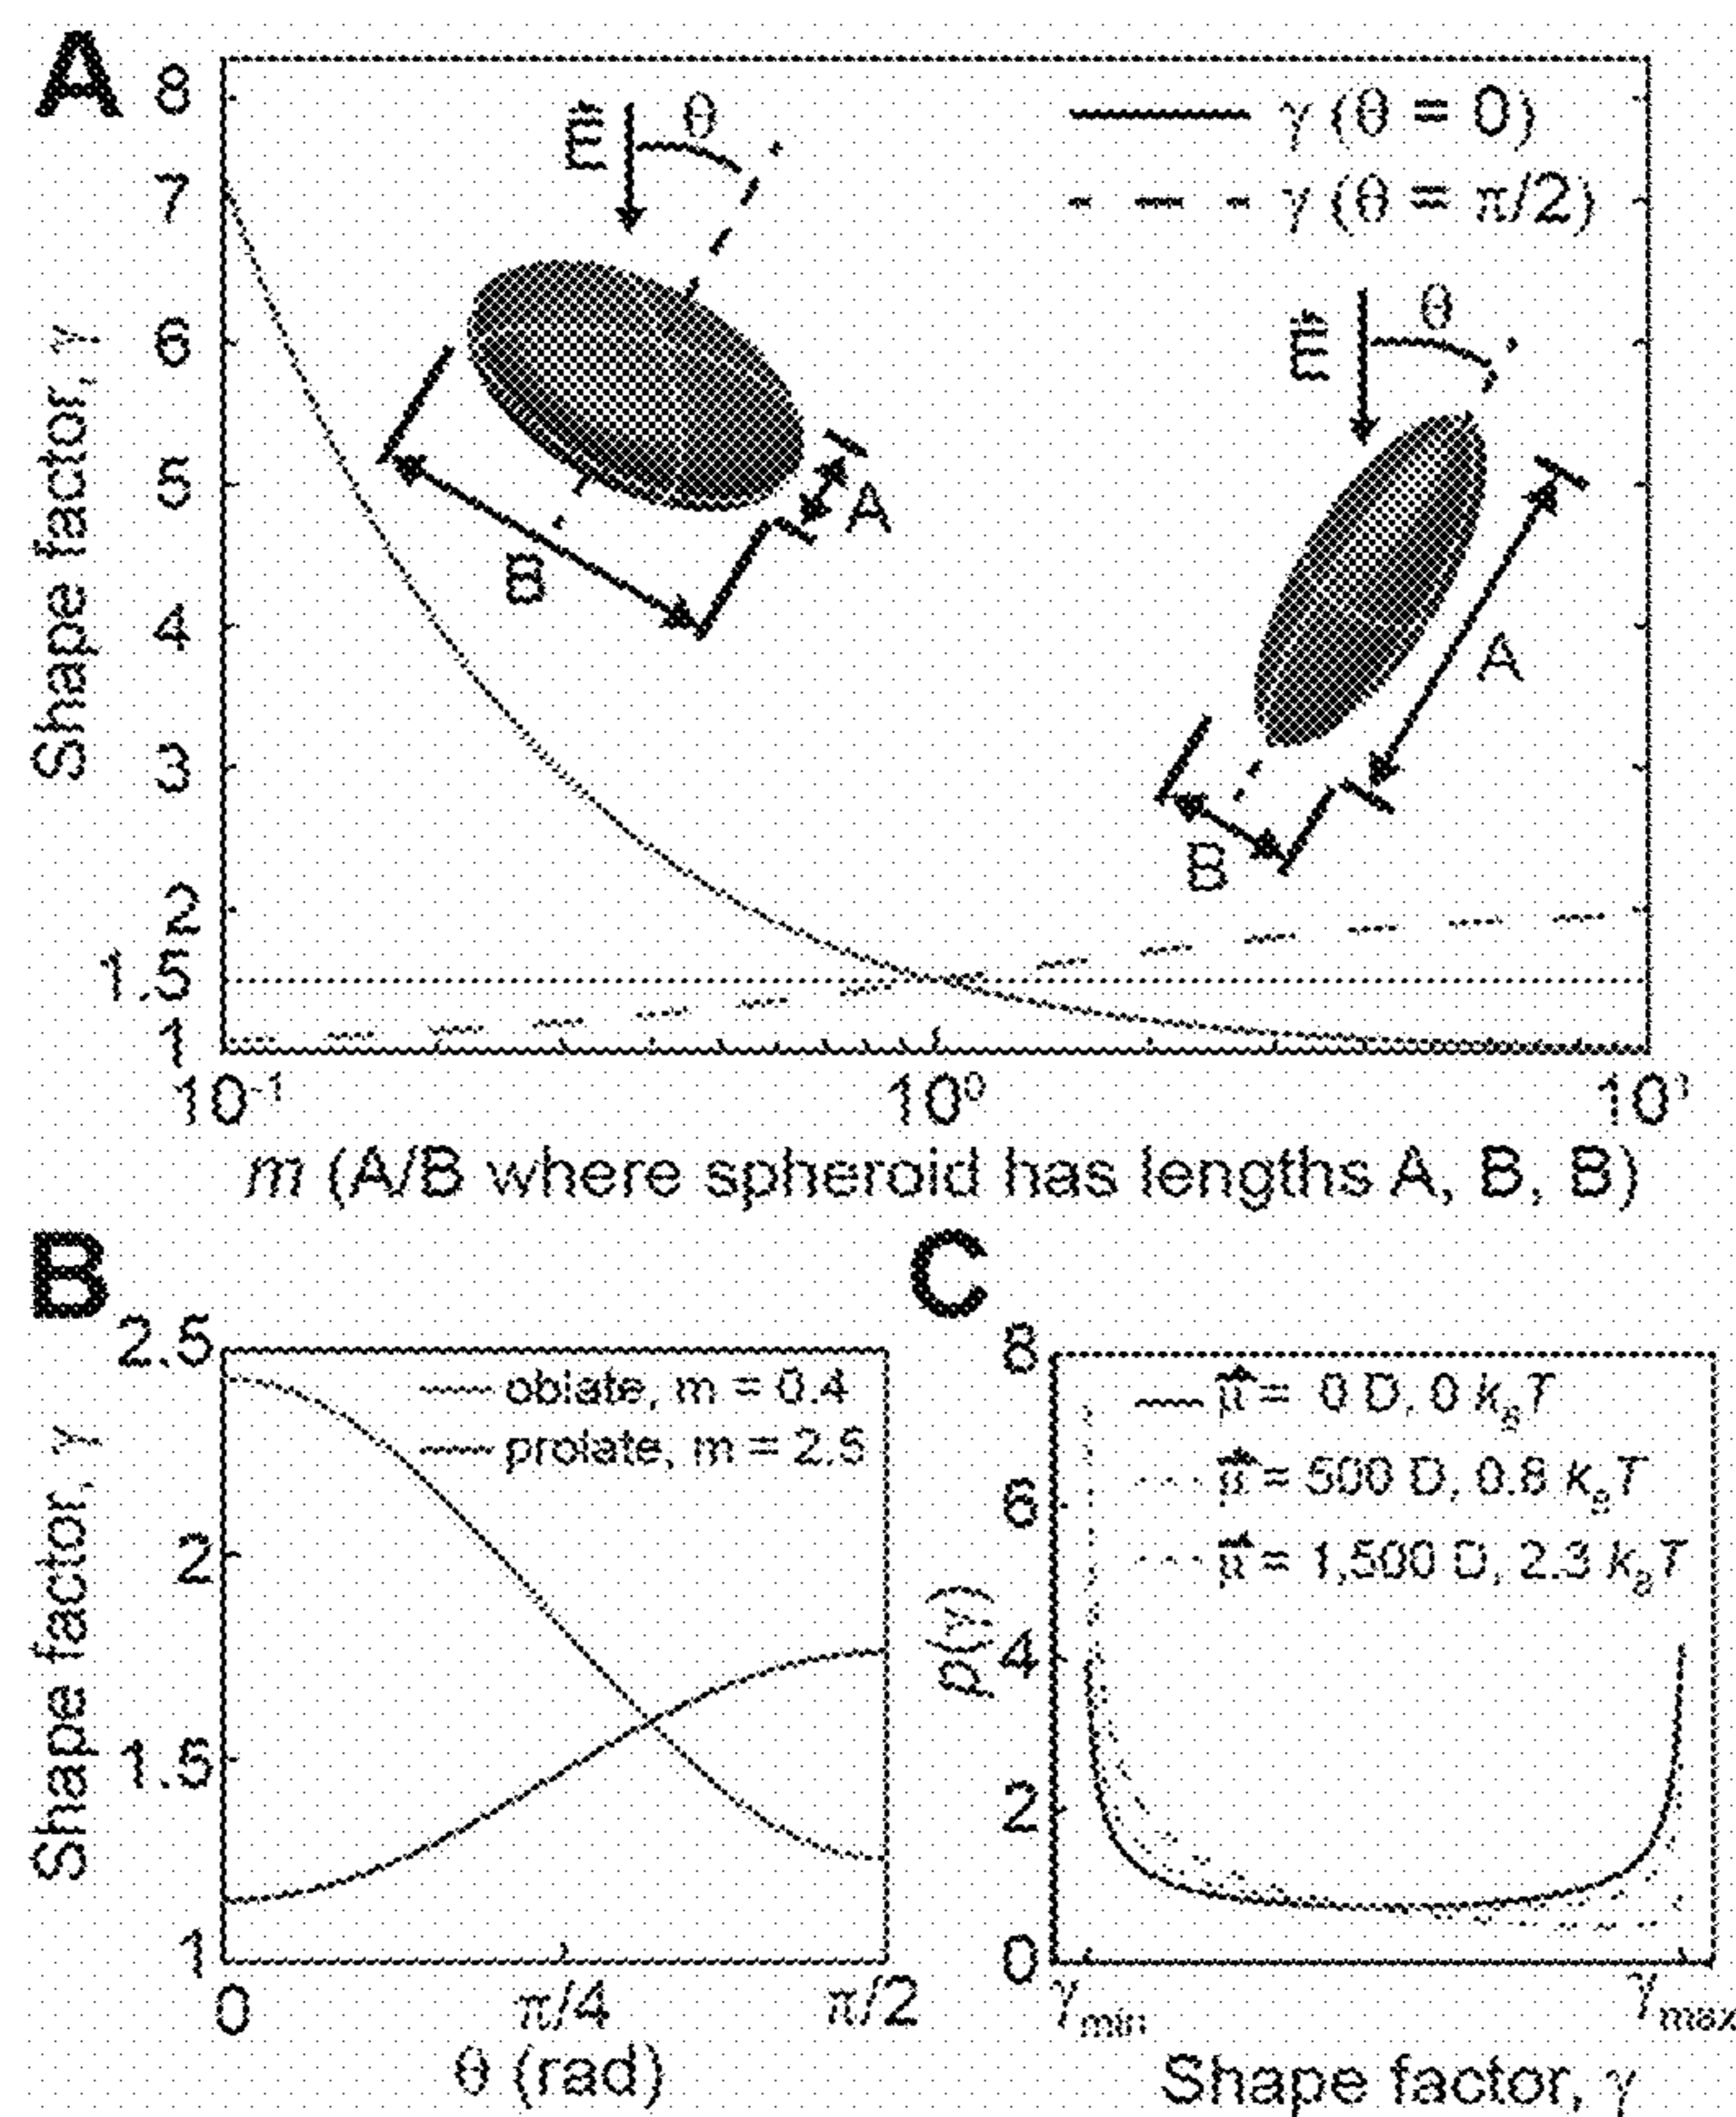 A
8
7
6
5
4
3
2
1.5
1
Shape factor, γ
E⃗
θ
B
A
γ (θ = 0)
γ (θ = π/2)
E⃗
θ
A
B
10⁻¹
10⁰
10¹
m (A/B where spheroid has lengths A, B, B)
B
2.5
2
1.5
1
Shape factor, γ
oblate, m = 0.4
prolate, m = 2.5
0
π/4
π/2
θ (rad)
C
8
6
4
2
0
p(γ)
μ⃗ = 0 D, 0 k_BT
μ⃗ = 500 D, 0.8 k_BT
μ⃗ = 1,500 D, 2.3 k_BT
γ_min
γ_max
Shape factor, γ